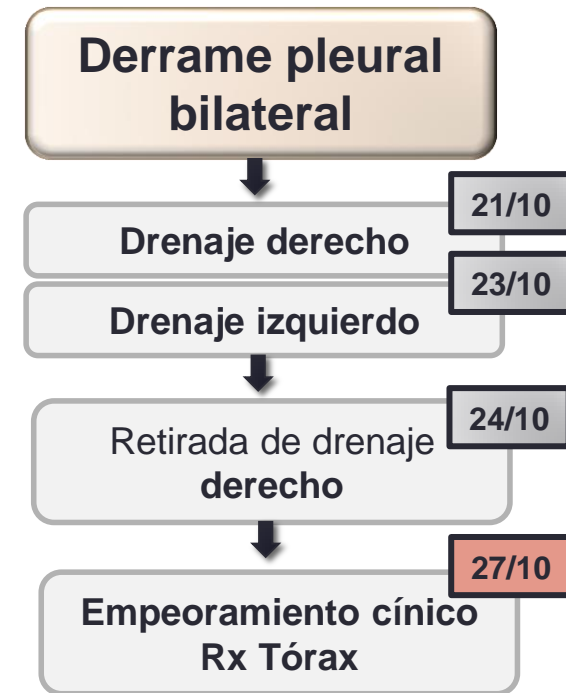 Derrame pleural
bilateral
21/10
Drenaje derecho
23/10
Drenaje izquierdo
24/10
Retirada de drenaje
derecho
27/10
Empeoramiento cínico
Rx Tórax